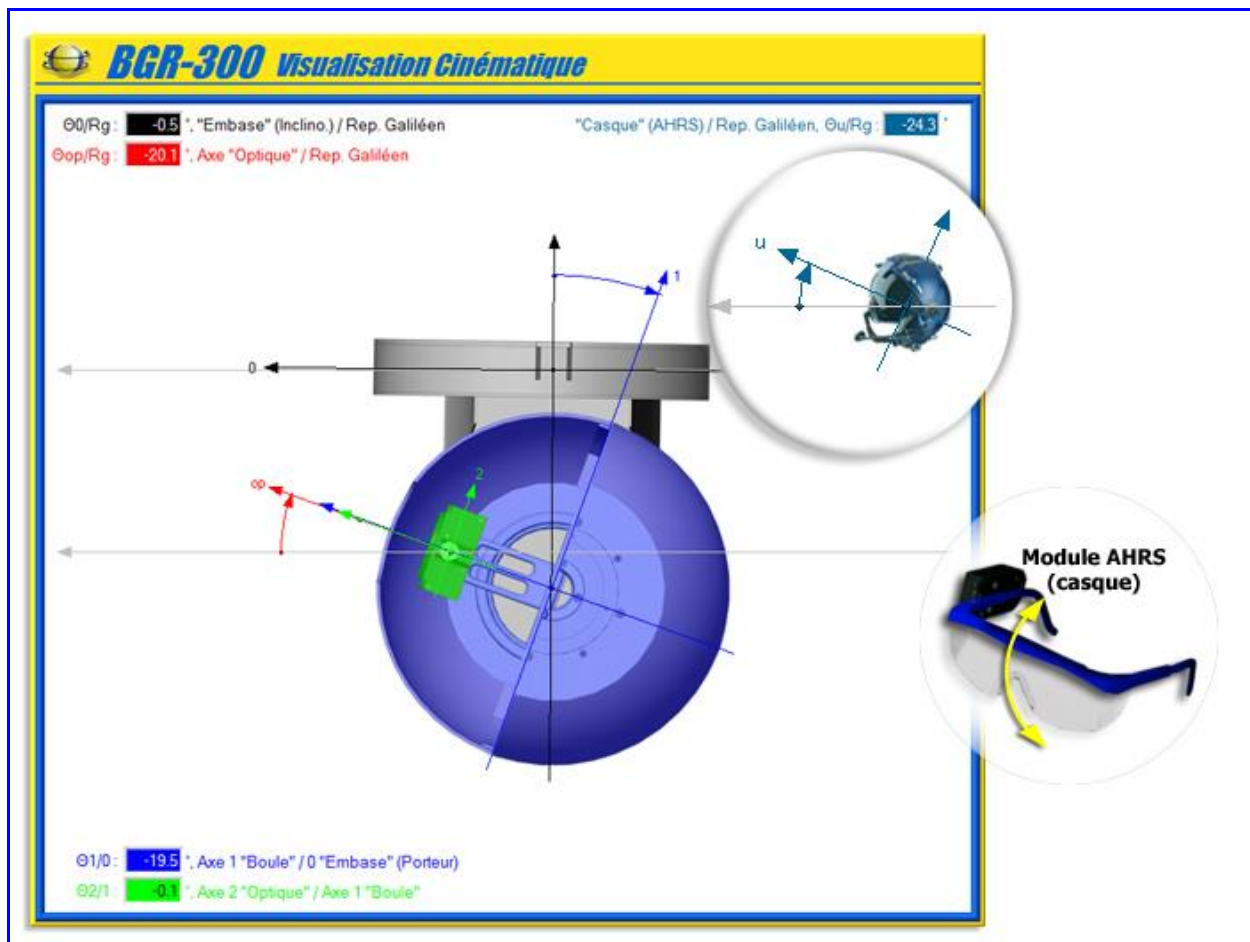 BGR-300 Visualisation Cinématique
Θ0/Rg : -0.5 °, "Embase" (Inclino.) / Rep. Galiléen
"Casque" (AHRS) / Rep. Galiléen, Θu/Rg : -24.3 °
Θop/Rg : -20.1 °, Axe "Optique" / Rep. Galiléen
u
1
0
2
op
Module AHRS
(casque)
Θ1/0 : -19.5 °, Axe 1 "Boule" / 0 "Embase" (Porteur)
Θ2/1 : -0.1 °, Axe 2 "Optique" / Axe 1 "Boule"